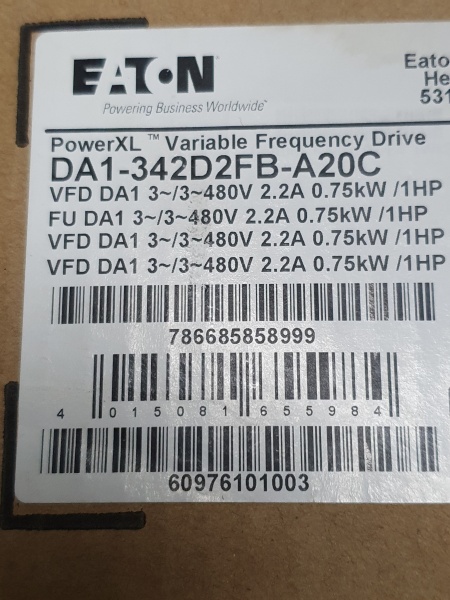 EATON
Powering Business Worldwide™
Eato
He
531
PowerXL ™ Variable Frequency Drive
DA1-342D2FB-A20C
VFD DA1 3~/3~480V 2.2A 0.75kW /1HP
FU DA1 3~/3~480V 2.2A 0.75kW /1HP
VFD DA1 3~/3~480V 2.2A 0.75kW /1HP
VFD DA1 3~/3~480V 2.2A 0.75kW /1HP
786685858999
4 015081 655984
60976101003